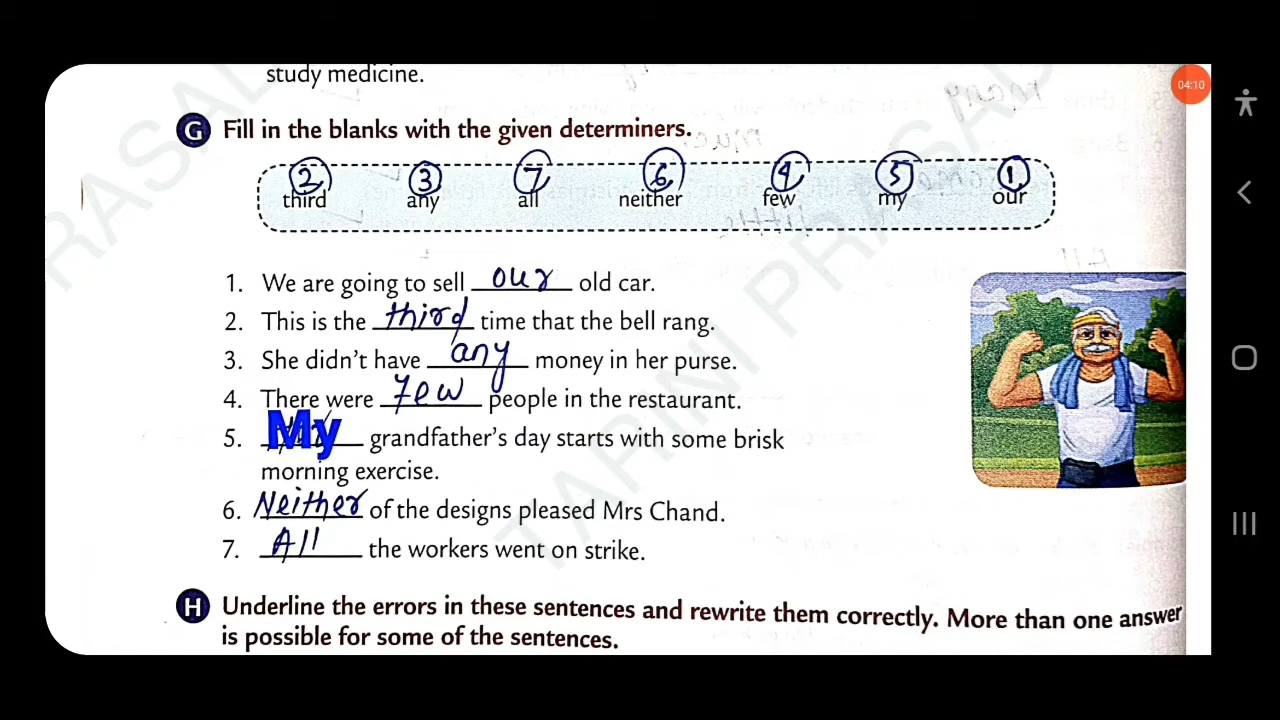 study medicine.
04:10
G Fill in the blanks with the given determiners.
2 3 7 6 4 5 1
third any all neither few my our
1. We are going to sell our old car.
2. This is the third time that the bell rang.
3. She didn't have any money in her purse.
4. There were few people in the restaurant.
5. My grandfather's day starts with some brisk
morning exercise.
6. Neither of the designs pleased Mrs Chand.
7. All the workers went on strike.
H Underline the errors in these sentences and rewrite them correctly. More than one answer
is possible for some of the sentences.
TARINI PRASAD